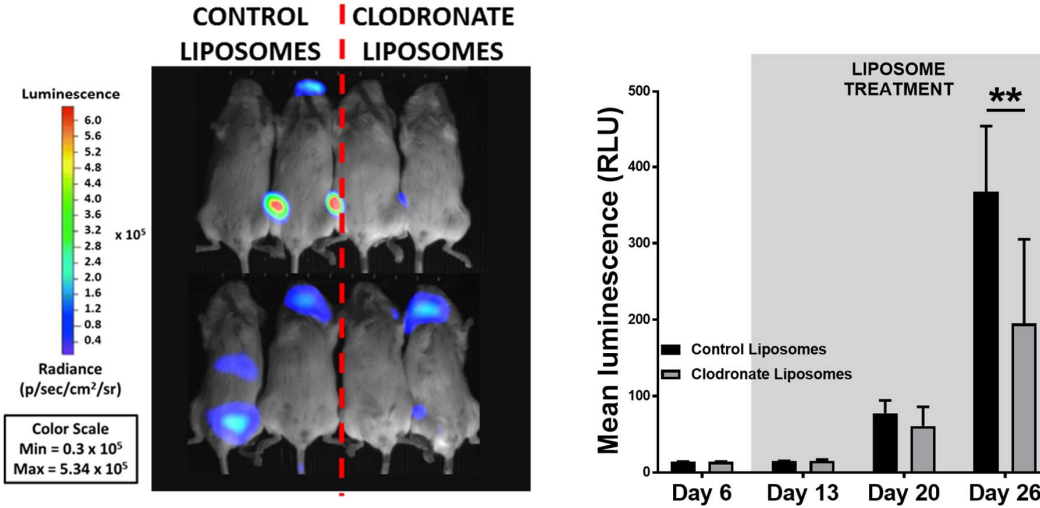 CONTROL
LIPOSOMES
CLODRONATE
LIPOSOMES
Luminescence
6.0
5.6
5.2
4.8
4.4
4.0
3.6
3.2
2.8
2.4
2.0
1.6
1.2
0.8
0.4
x 10⁵
Radiance
(p/sec/cm²/sr)
Color Scale
Min = 0.3 x 10⁵
Max = 5.34 x 10⁵
LIPOSOME
TREATMENT
**
Mean luminescence (RLU)
500
400
300
200
100
0
Control Liposomes
Clodronate Liposomes
Day 6 Day 13 Day 20 Day 26